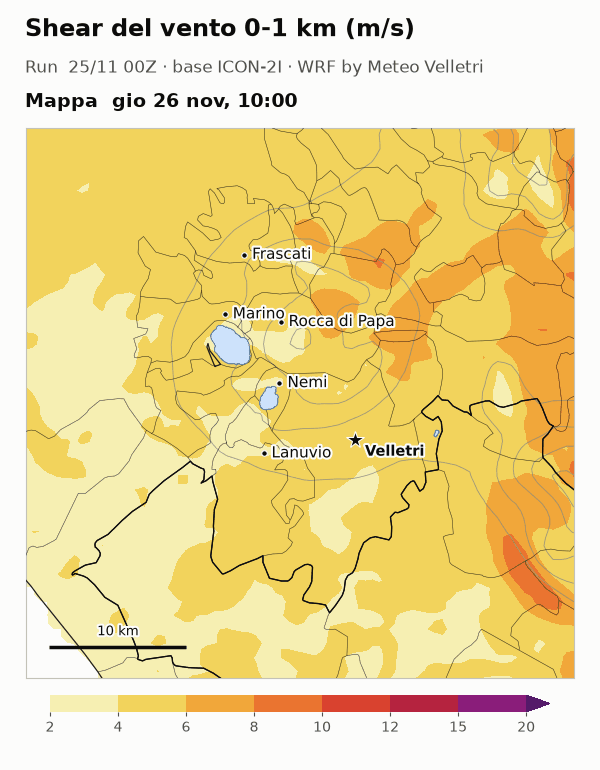 Shear del vento 0-1 km (m/s)
Run  25/11 00Z · base ICON-2I · WRF by Meteo Velletri
Mappa  gio 26 nov, 10:00
Frascati
Marino
Rocca di Papa
Nemi
Velletri
Lanuvio
10 km
2 4 6 8 10 12 15 20